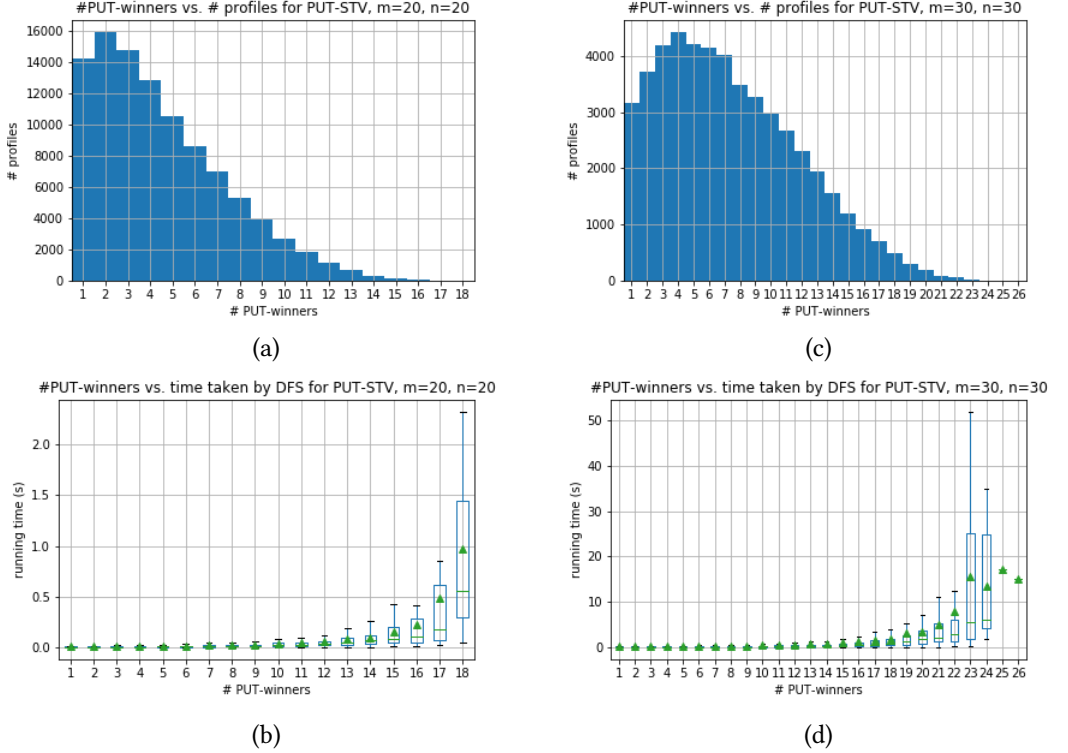 #PUT-winners vs. # profiles for PUT-STV, m=20, n=20
16000
14000
12000
10000
8000
6000
4000
2000
0
# profiles
1 2 3 4 5 6 7 8 9 10 11 12 13 14 15 16 17 18
# PUT-winners
(a)
#PUT-winners vs. # profiles for PUT-STV, m=30, n=30
4000
3000
2000
1000
0
# profiles
1 2 3 4 5 6 7 8 9 10 11 12 13 14 15 16 17 18 19 20 21 22 23 24 25 26
# PUT-winners
(c)
#PUT-winners vs. time taken by DFS for PUT-STV, m=20, n=20
2.0
1.5
1.0
0.5
0.0
running time (s)
1 2 3 4 5 6 7 8 9 10 11 12 13 14 15 16 17 18
# PUT-winners
(b)
#PUT-winners vs. time taken by DFS for PUT-STV, m=30, n=30
50
40
30
20
10
0
running time (s)
1 2 3 4 5 6 7 8 9 10 11 12 13 14 15 16 17 18 19 20 21 22 23 24 25 26
# PUT-winners
(d)